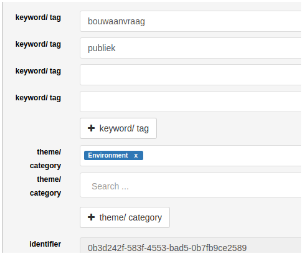 keyword/ tag bouwaanvraag
keyword/ tag publiek
keyword/ tag
keyword/ tag
+ keyword/ tag
theme/ category Environment x
theme/ category Search ...
+ theme/ category
identifier 0b3d242f-583f-4553-bad5-0b7fb9ce2589